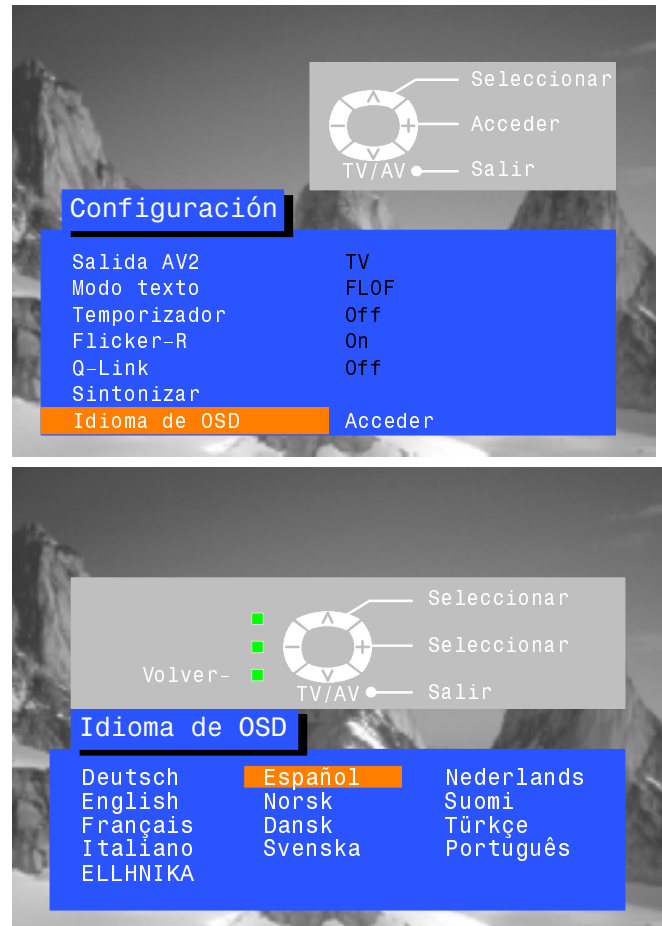 Seleccionar
Acceder
TV/AV Salir
Configuración
Salida AV2 TV
Modo texto FLOF
Temporizador Off
Flicker-R On
Q-Link Off
Sintonizar
Idioma de OSD Acceder
Seleccionar
Seleccionar
Volver-
TV/AV Salir
Idioma de OSD
Deutsch Español Nederlands
English Norsk Suomi
Français Dansk Türkçe
Italiano Svenska Português
ELLHNIKA